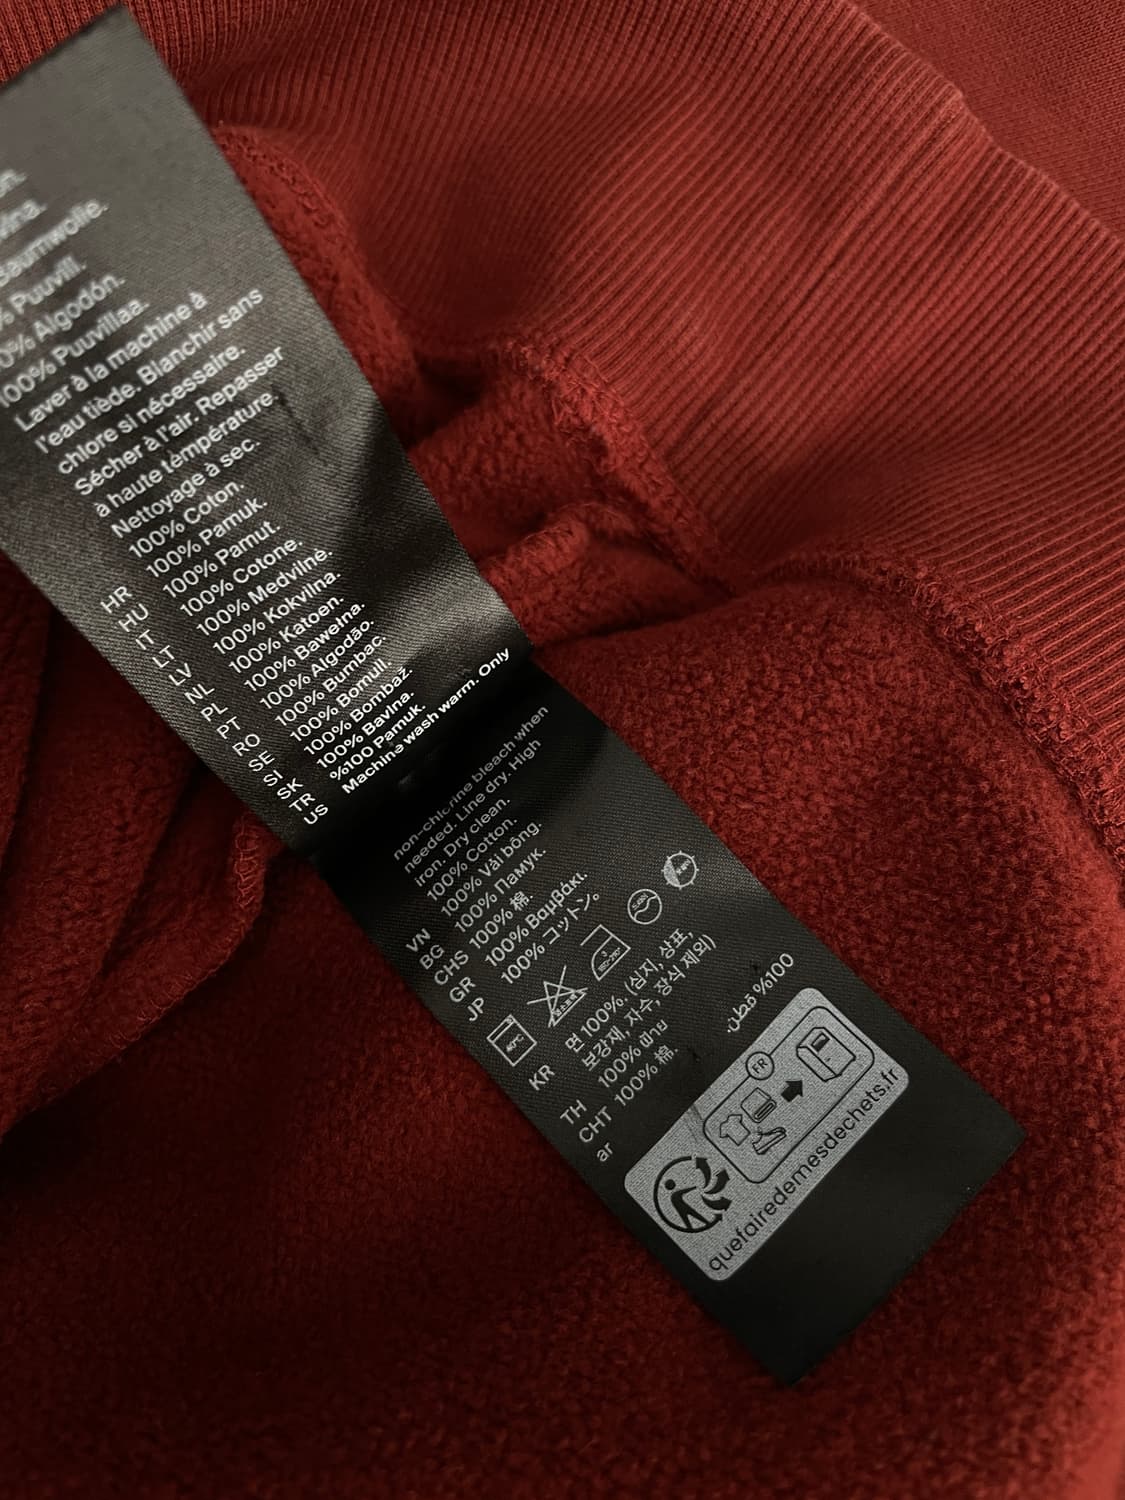 Baumwolle.
% Puuvill.
0% Algodón.
100% Puuvillaa.
Laver à la machine à
l'eau tiède. Blanchir sans
chlore si nécessaire.
Sécher à l'air. Repasser
à haute température.
Nettoyage à sec.
100% Coton.
HR 100% Pamuk.
HU 100% Pamut.
IT 100% Cotone.
LT 100% Medvilnė.
LV 100% Kokvilna.
NL 100% Katoen.
PL 100% Bawełna.
PT 100% Algodão.
RO 100% Bumbac.
SE 100% Bomull.
SI 100% Bombaž.
SK 100% Bavlna.
TR %100 Pamuk.
US Machine wash warm. Only
non-chlorine bleach when
needed. Line dry. High
iron. Dry clean.
100% Cotton.
VN 100% Vải bông.
BG 100% Памук.
CHS 100% 棉.
GR 100% Βαμβάκι.
JP 100% コットン。
40℃
KR 면 100%. (심지, 상표,
보강재, 자수, 장식 제외)
TH 100% ฝ้าย
CHT 100% 棉.
ar 100% قطن.
FR
quefairedemesdechets.fr